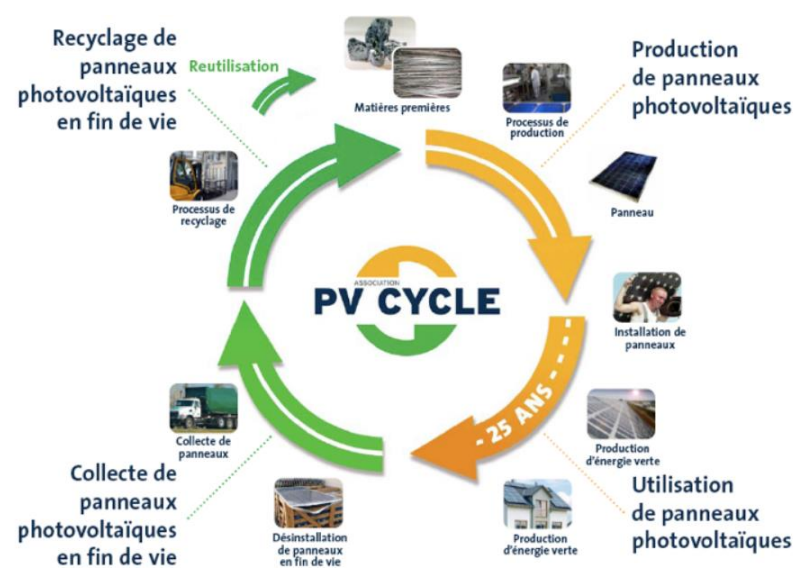 Recyclage de
panneaux
photovoltaïques
en fin de vie
Reutilisation
Matières premières
Processus de
production
Production
de panneaux
photovoltaïques
Processus de
recyclage
Panneau
ASSOCIATION
PV CYCLE
Installation de
panneaux
- 25 ANS -
Collecte de
panneaux
Production
d'énergie verte
Collecte de
panneaux
photovoltaïques
en fin de vie
Désinstallation
de panneaux
en fin de vie
Production
d'énergie verte
Utilisation
de panneaux
photovoltaïques